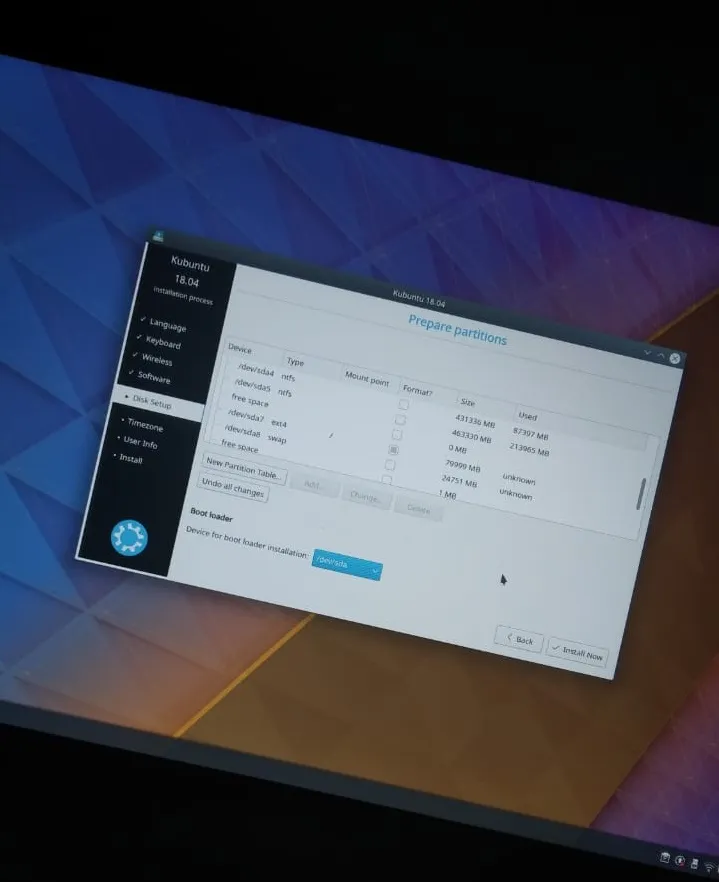 Kubuntu 18.04
Kubuntu
18.04
installation process
✓ Language
✓ Keyboard
✓ Wireless
✓ Software
Disk Setup
• Timezone
• User Info
• Install
Prepare partitions
Device Type Mount point Format? Size Used
/dev/sda4 ntfs 431336 MB 87397 MB
/dev/sda5 ntfs 463330 MB 213965 MB
free space 0 MB
/dev/sda7 ext4 / 79999 MB unknown
/dev/sda8 swap 24751 MB unknown
free space 1 MB
New Partition Table... Add... Change... Delete
Undo all changes
Boot loader
Device for boot loader installation: /dev/sda
Back Install Now